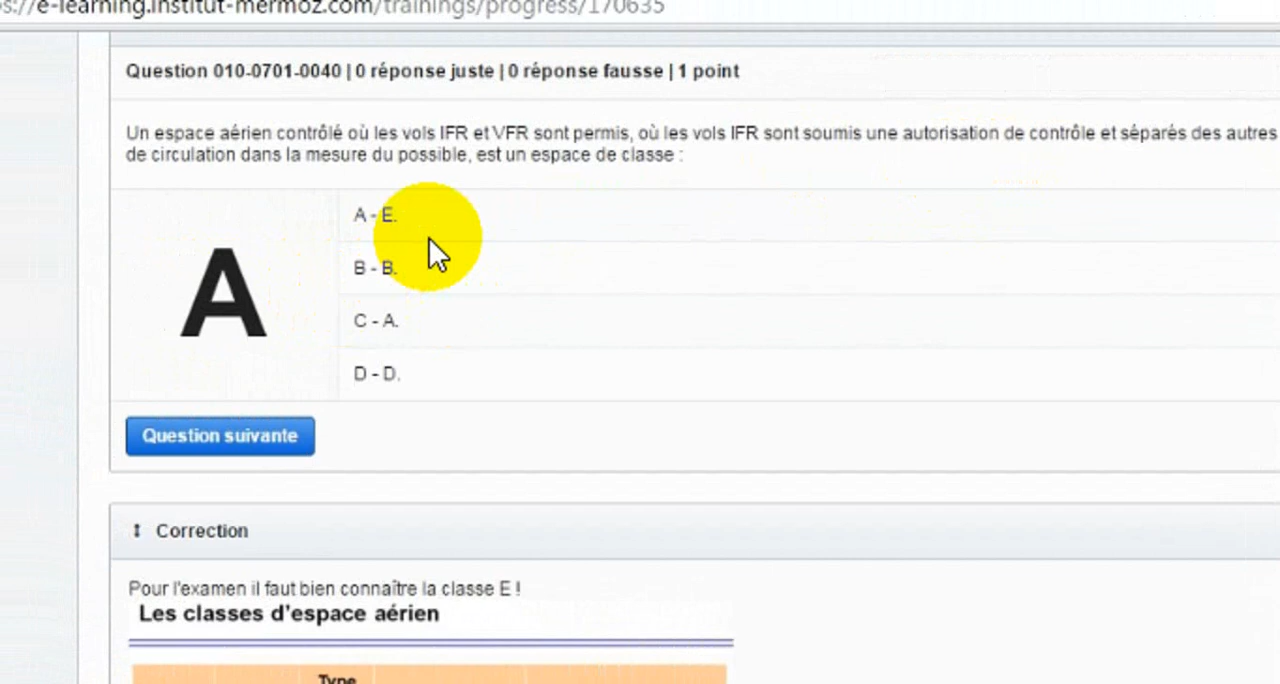 s://e-learning.institut-mermoz.com/trainings/progress/170635
Question 010-0701-0040 | 0 réponse juste | 0 réponse fausse | 1 point
Un espace aérien contrôlé où les vols IFR et VFR sont permis, où les vols IFR sont soumis une autorisation de contrôle et séparés des autres
de circulation dans la mesure du possible, est un espace de classe :
A - E.
B - B.
C - A.
D - D.
A
Question suivante
↕ Correction
Pour l'examen il faut bien connaître la classe E !
Les classes d'espace aérien
Type